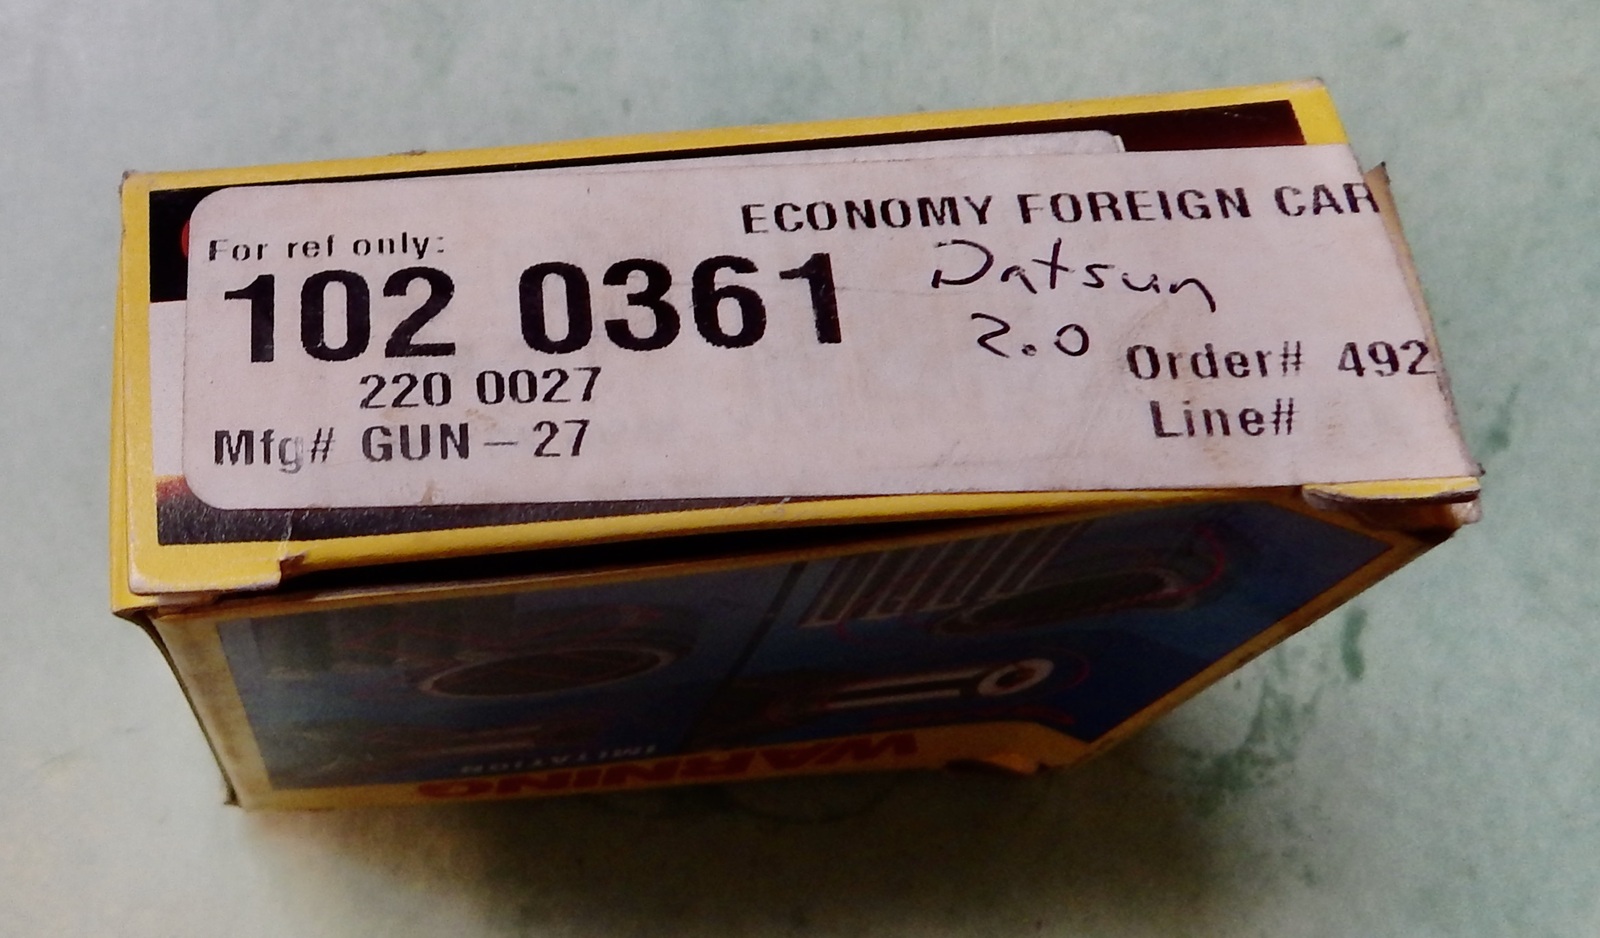 ECONOMY FOREIGN CAR
For ref only:
102 0361
Datsun
2.0
220 0027
Order# 492
Mfg# GUN-27
Line#
IMITATION
WARNING